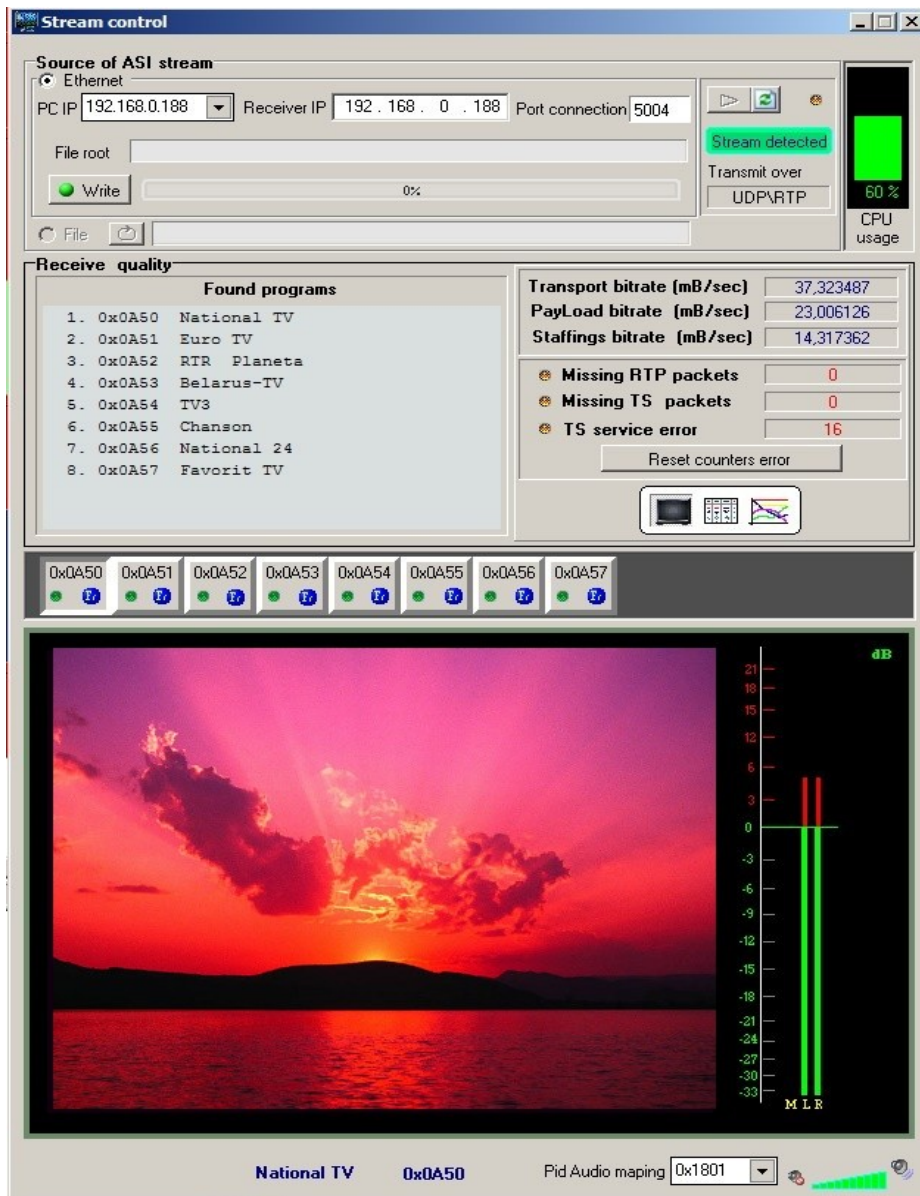 Stream control
Source of ASI stream
Ethernet
PC IP 192.168.0.188 Receiver IP 192 . 168 . 0 . 188 Port connection 5004
File root
Write 0%
Stream detected
Transmit over
UDP\RTP
60 %
CPU
usage
File
Receive quality
Found programs
1. 0x0A50 National TV
2. 0x0A51 Euro TV
3. 0x0A52 RTR Planeta
4. 0x0A53 Belarus-TV
5. 0x0A54 TV3
6. 0x0A55 Chanson
7. 0x0A56 National 24
8. 0x0A57 Favorit TV
Transport bitrate (mB/sec) 37,323487
PayLoad bitrate (mB/sec) 23,006126
Staffings bitrate (mB/sec) 14,317362
Missing RTP packets 0
Missing TS packets 0
TS service error 16
Reset counters error
0x0A50 0x0A51 0x0A52 0x0A53 0x0A54 0x0A55 0x0A56 0x0A57
dB
21
18
15
12
6
3
0
-3
-6
-9
-12
-15
-18
-21
-24
-27
-30
-33
M L R
National TV 0x0A50 Pid Audio maping 0x1801